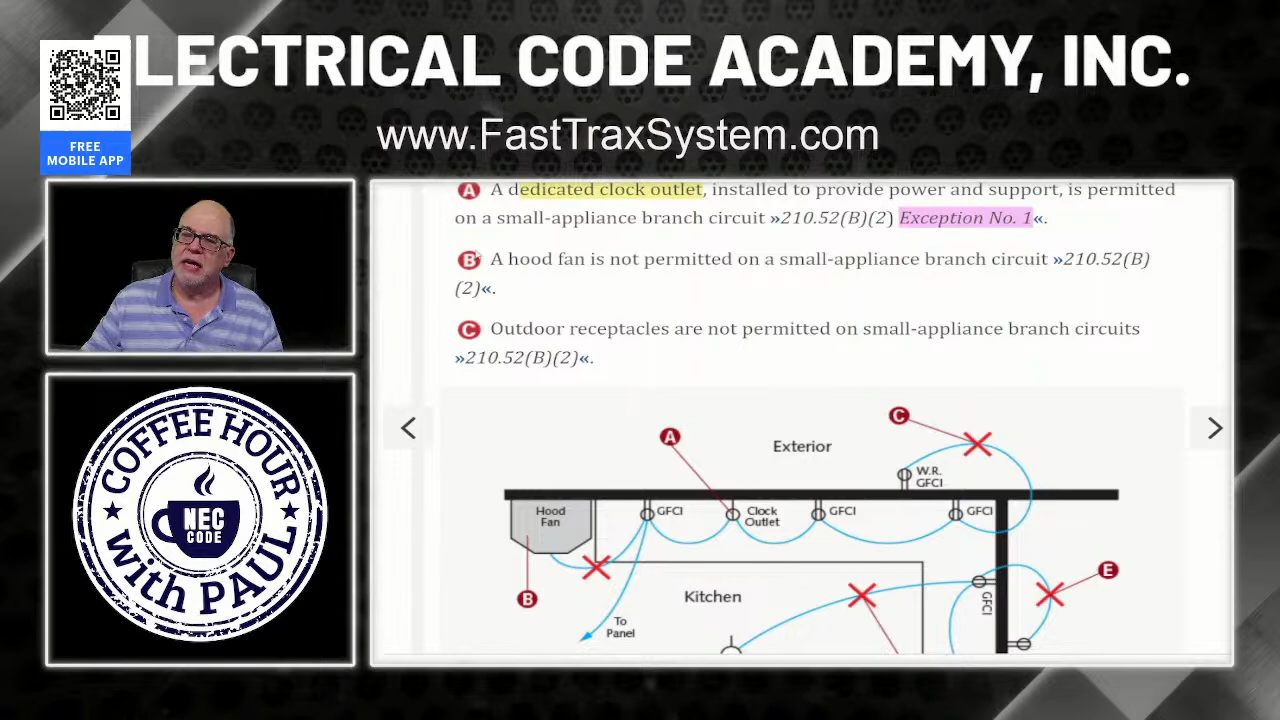 ELECTRICAL CODE ACADEMY, INC.
www.FastTraxSystem.com
FREE
MOBILE APP
A A dedicated clock outlet, installed to provide power and support, is permitted
on a small-appliance branch circuit »210.52(B)(2) Exception No. 1«.
B A hood fan is not permitted on a small-appliance branch circuit »210.52(B)
(2)«.
C Outdoor receptacles are not permitted on small-appliance branch circuits
»210.52(B)(2)«.
COFFEE HOUR
NEC
CODE
with PAUL
C
A
Exterior
W.R.
GFCI
Hood
Fan
GFCI
Clock
Outlet
GFCI
GFCI
E
B
Kitchen
GFCI
To
Panel